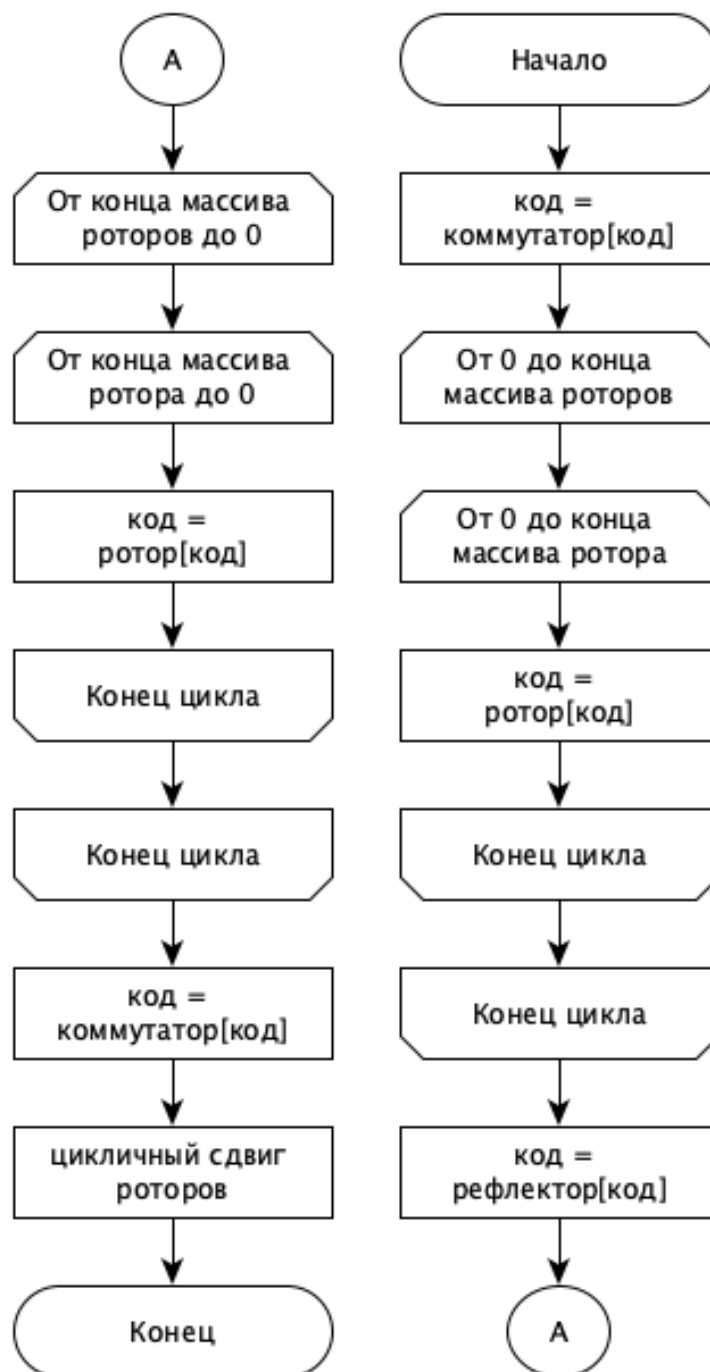 А
От конца массива
роторов до 0
От конца массива
ротора до 0
код =
ротор[код]
Конец цикла
Конец цикла
код =
коммутатор[код]
цикличный сдвиг
роторов
Конец
Начало
код =
коммутатор[код]
От 0 до конца
массива роторов
От 0 до конца
массива ротора
код =
ротор[код]
Конец цикла
Конец цикла
код =
рефлектор[код]
А